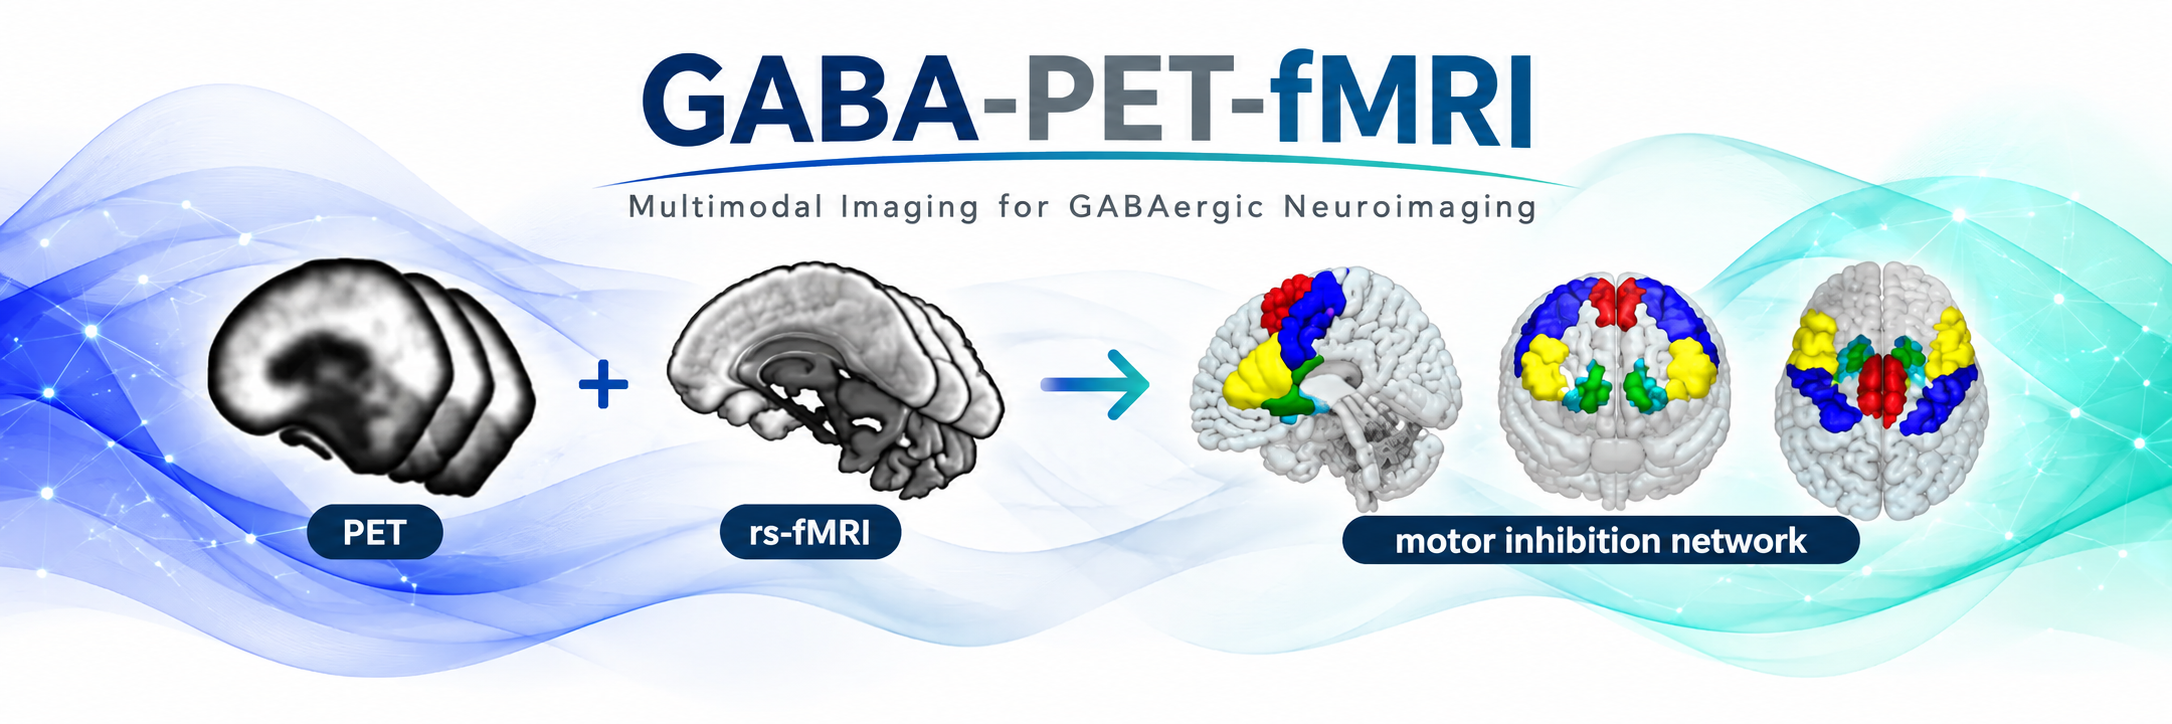 GABA-PET-fMRI
Multimodal Imaging for GABAergic Neuroimaging
PET
rs-fMRI
motor inhibition network